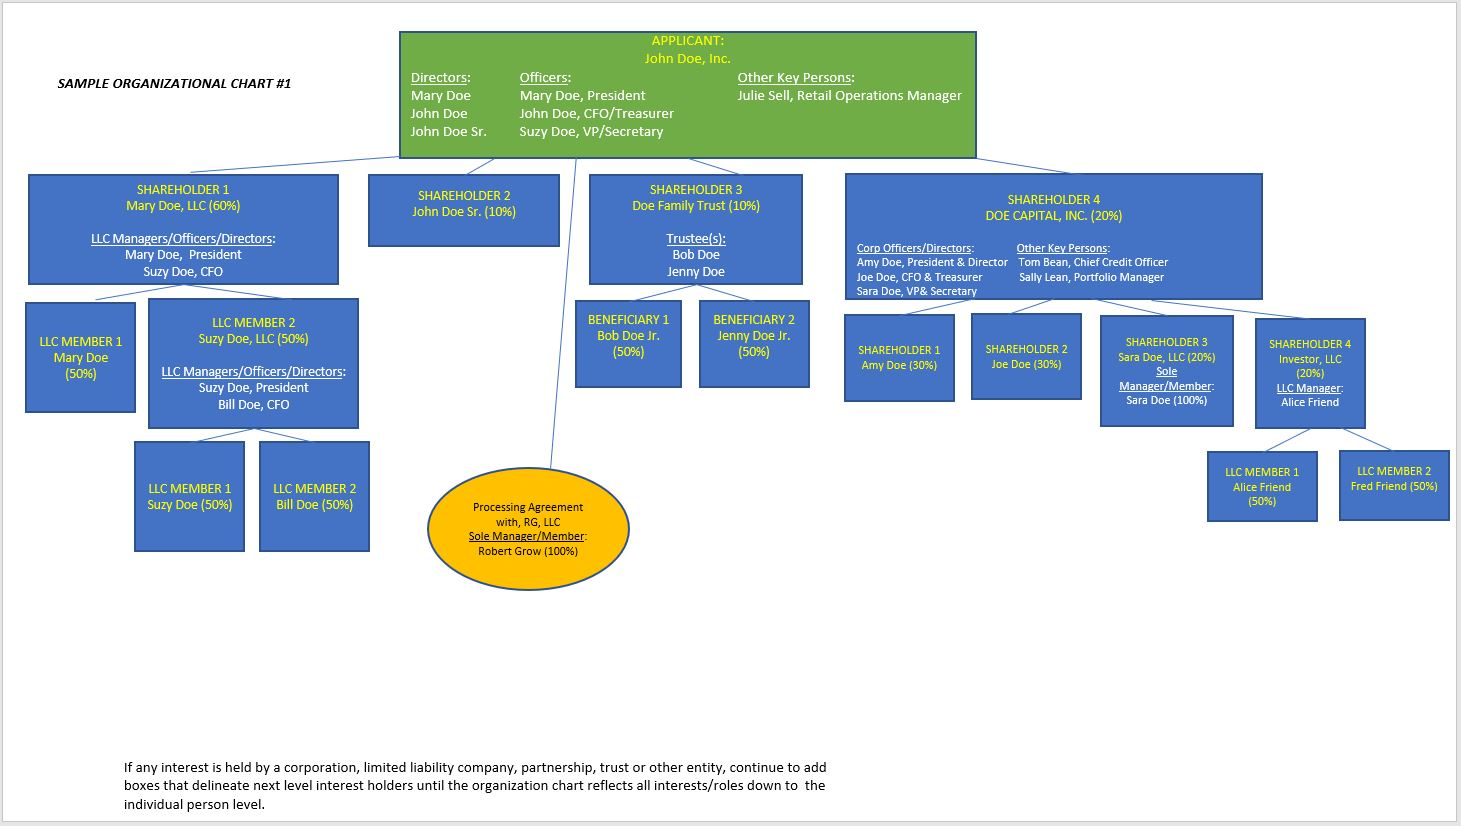 SAMPLE ORGANIZATIONAL CHART #1
APPLICANT:
John Doe, Inc.
Directors: Officers: Other Key Persons:
Mary Doe Mary Doe, President Julie Sell, Retail Operations Manager
John Doe John Doe, CFO/Treasurer
John Doe Sr. Suzy Doe, VP/Secretary
SHAREHOLDER 1
Mary Doe, LLC (60%)
LLC Managers/Officers/Directors:
Mary Doe, President
Suzy Doe, CFO
SHAREHOLDER 2
John Doe Sr. (10%)
SHAREHOLDER 3
Doe Family Trust (10%)
Trustee(s):
Bob Doe
Jenny Doe
SHAREHOLDER 4
DOE CAPITAL, INC. (20%)
Corp Officers/Directors: Other Key Persons:
Amy Doe, President & Director Tom Bean, Chief Credit Officer
Joe Doe, CFO & Treasurer Sally Lean, Portfolio Manager
Sara Doe, VP& Secretary
LLC MEMBER 1
Mary Doe
(50%)
LLC MEMBER 2
Suzy Doe, LLC (50%)
LLC Managers/Officers/Directors:
Suzy Doe, President
Bill Doe, CFO
BENEFICIARY 1
Bob Doe Jr.
(50%)
BENEFICIARY 2
Jenny Doe Jr.
(50%)
SHAREHOLDER 1
Amy Doe (30%)
SHAREHOLDER 2
Joe Doe (30%)
SHAREHOLDER 3
Sara Doe, LLC (20%)
Sole
Manager/Member:
Sara Doe (100%)
SHAREHOLDER 4
Investor, LLC
(20%)
LLC Manager:
Alice Friend
LLC MEMBER 1
Suzy Doe (50%)
LLC MEMBER 2
Bill Doe (50%)
Processing Agreement
with, RG, LLC
Sole Manager/Member:
Robert Grow (100%)
LLC MEMBER 1
Alice Friend
(50%)
LLC MEMBER 2
Fred Friend (50%)
If any interest is held by a corporation, limited liability company, partnership, trust or other entity, continue to add
boxes that delineate next level interest holders until the organization chart reflects all interests/roles down to the
individual person level.